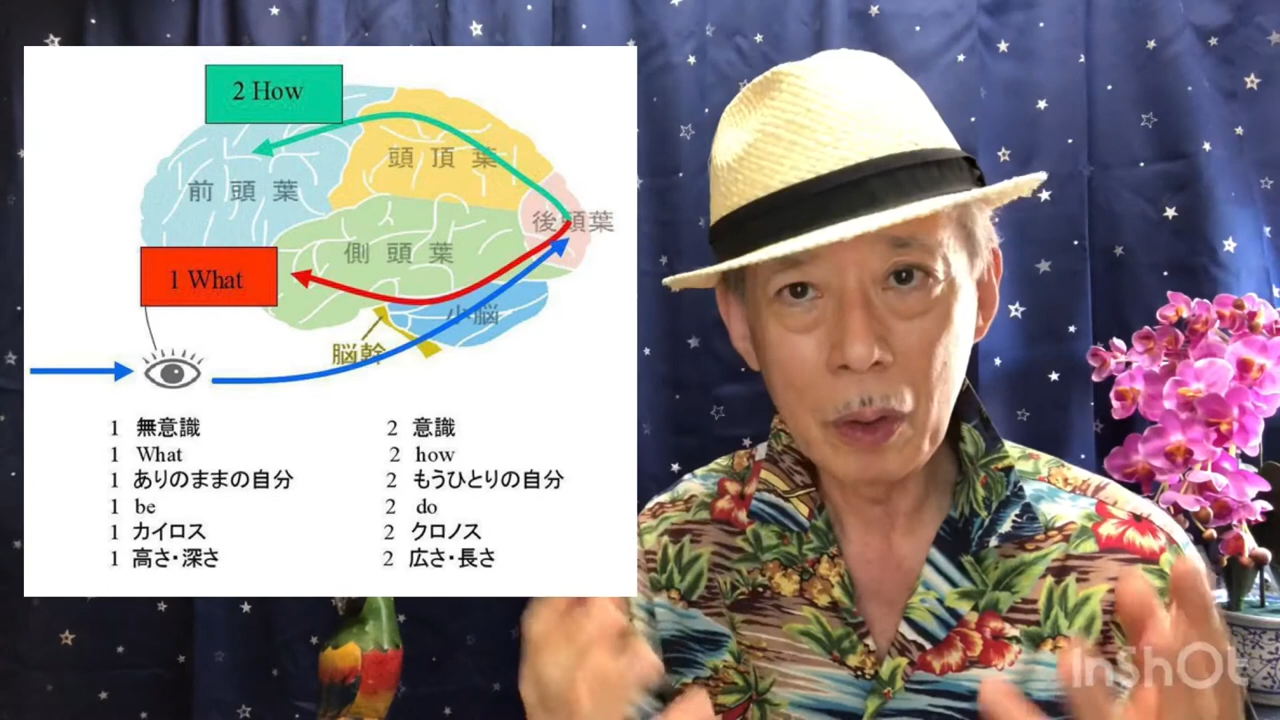 2 How
頭頂葉
前頭葉
後頭葉
側頭葉
1 What
小脳
脳幹
1 無意識 2 意識
1 What 2 how
1 ありのままの自分 2 もうひとりの自分
1 be 2 do
1 カイロス 2 クロノス
1 高さ・深さ 2 広さ・長さ
InShOt